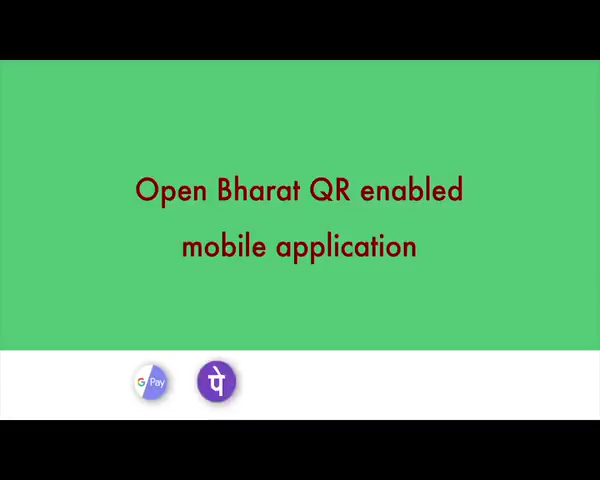 Open Bharat QR enabled
mobile application
G Pay
पे